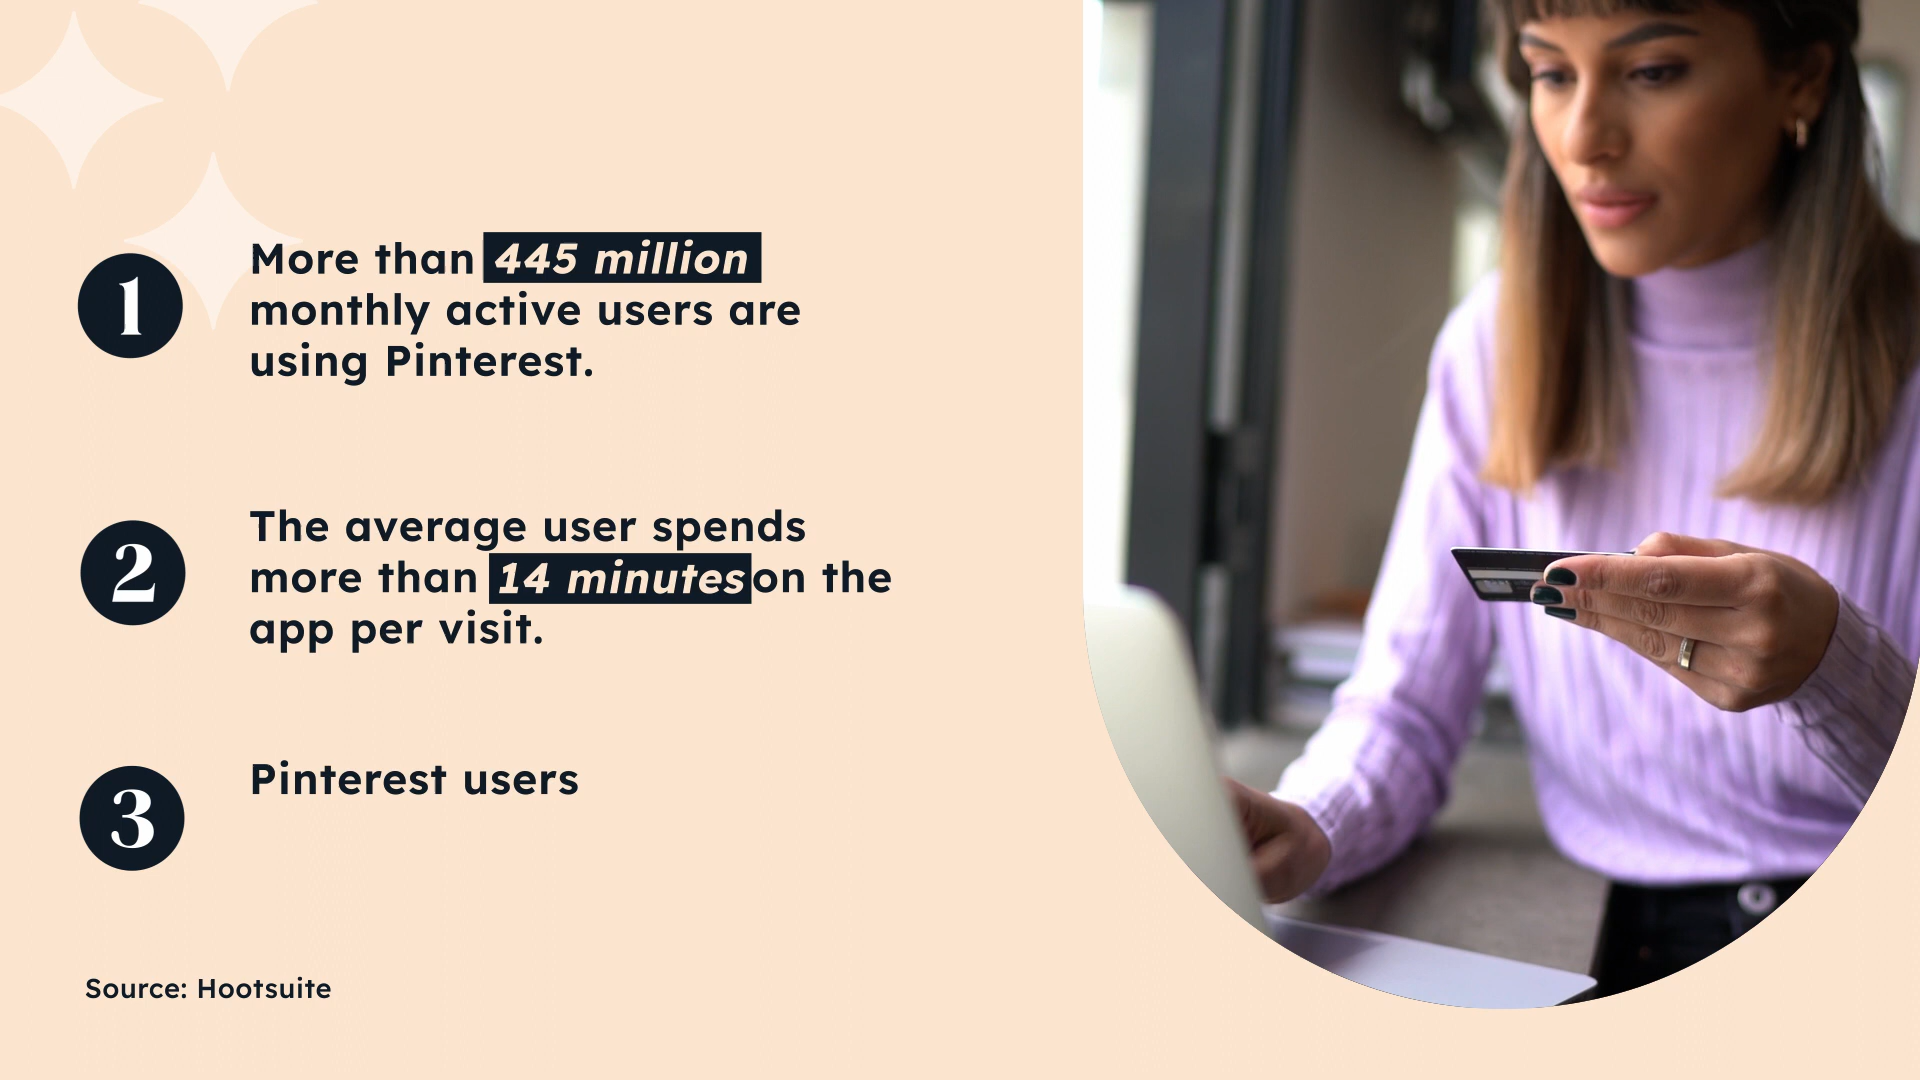 1
More than 445 million
monthly active users are
using Pinterest.
2
The average user spends
more than 14 minutes on the
app per visit.
3
Pinterest users
Source: Hootsuite